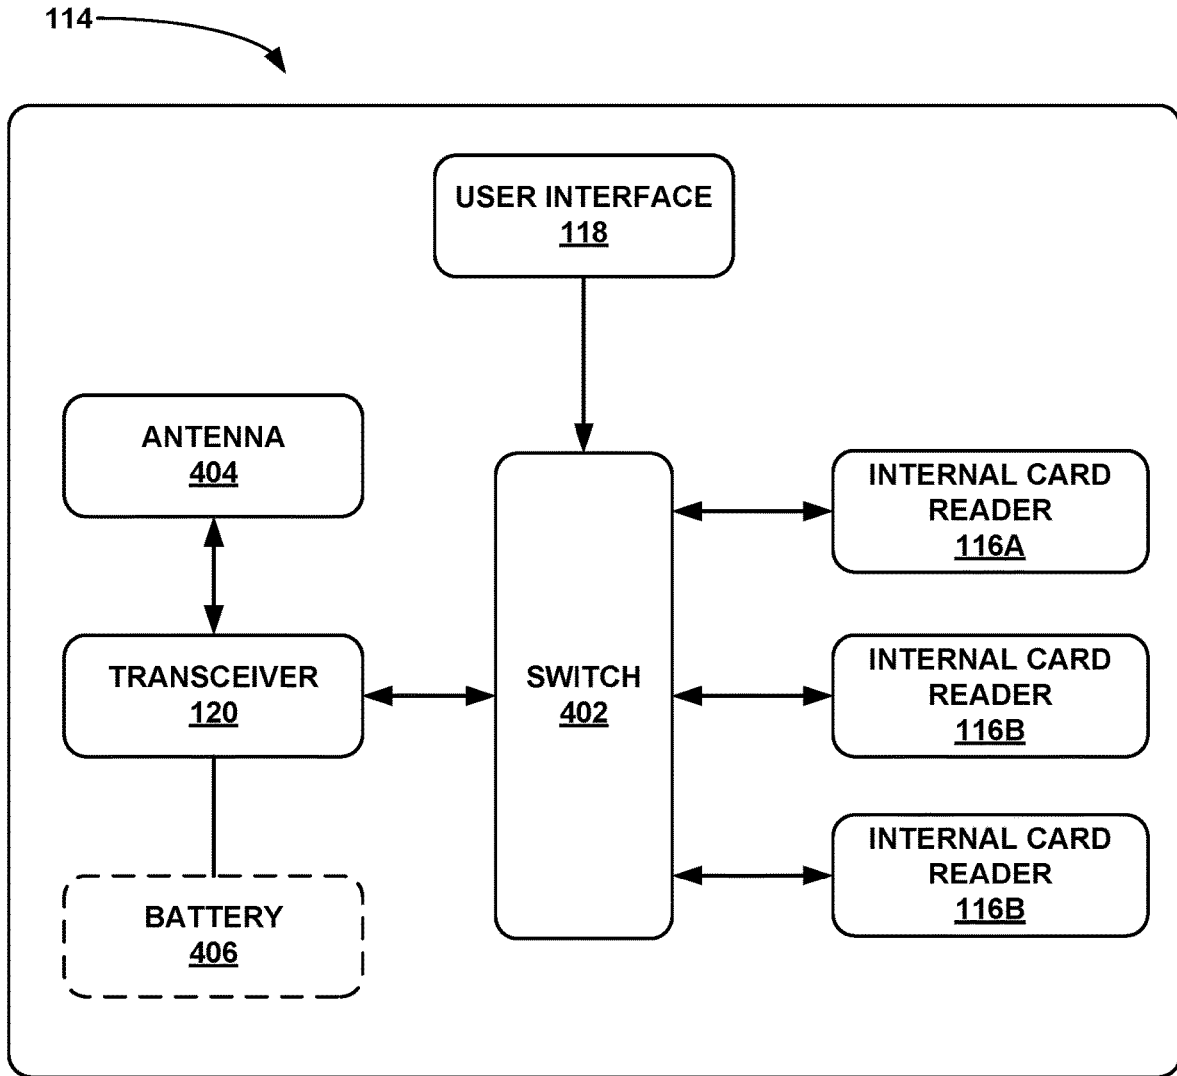 114
USER INTERFACE
118
ANTENNA
404
INTERNAL CARD
READER
116A
TRANSCEIVER
120
SWITCH
402
INTERNAL CARD
READER
116B
BATTERY
406
INTERNAL CARD
READER
116B